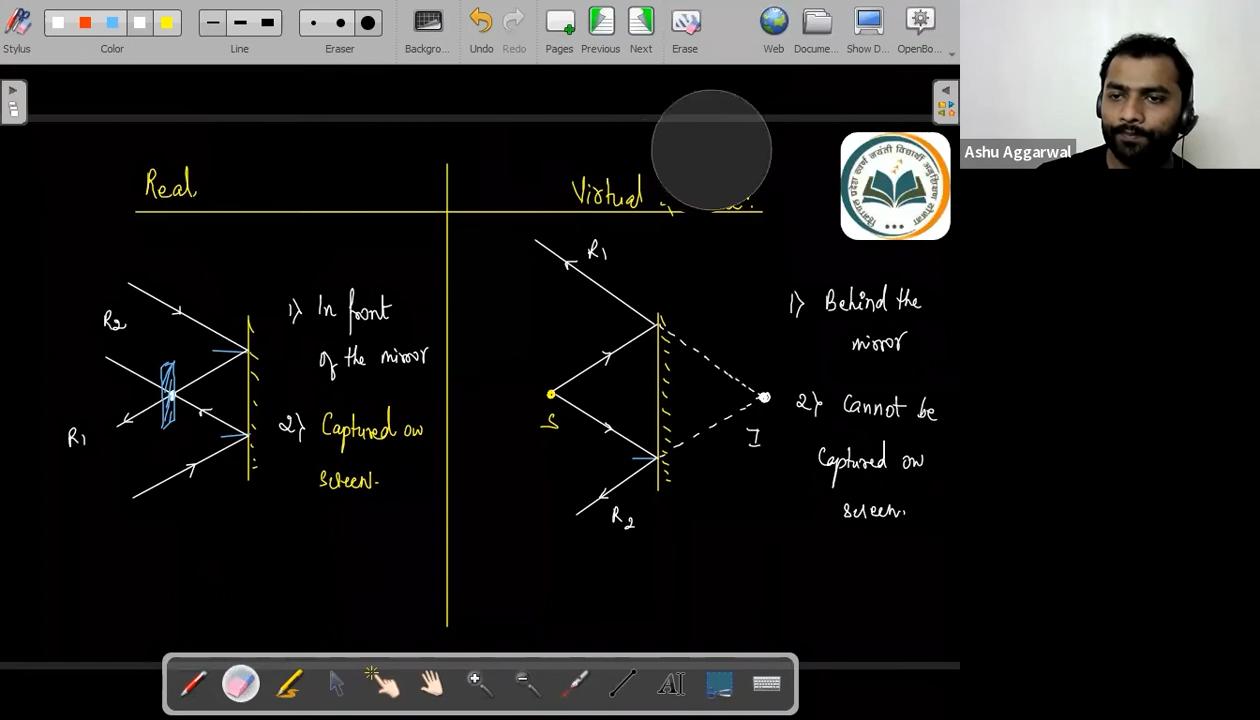 Stylus
Color
Line
Eraser
Backgro...
Undo
Redo
Pages
Previous
Next
Erase
Web
Docume...
Show D...
OpenBo...
Ashu Aggarwal
Real
Virtual
R2
R1
1) In front
of the mirror
2) Captured on
screen.
R1
S
I
R2
1) Behind the
mirror
2) Cannot be
Captured on
screen.